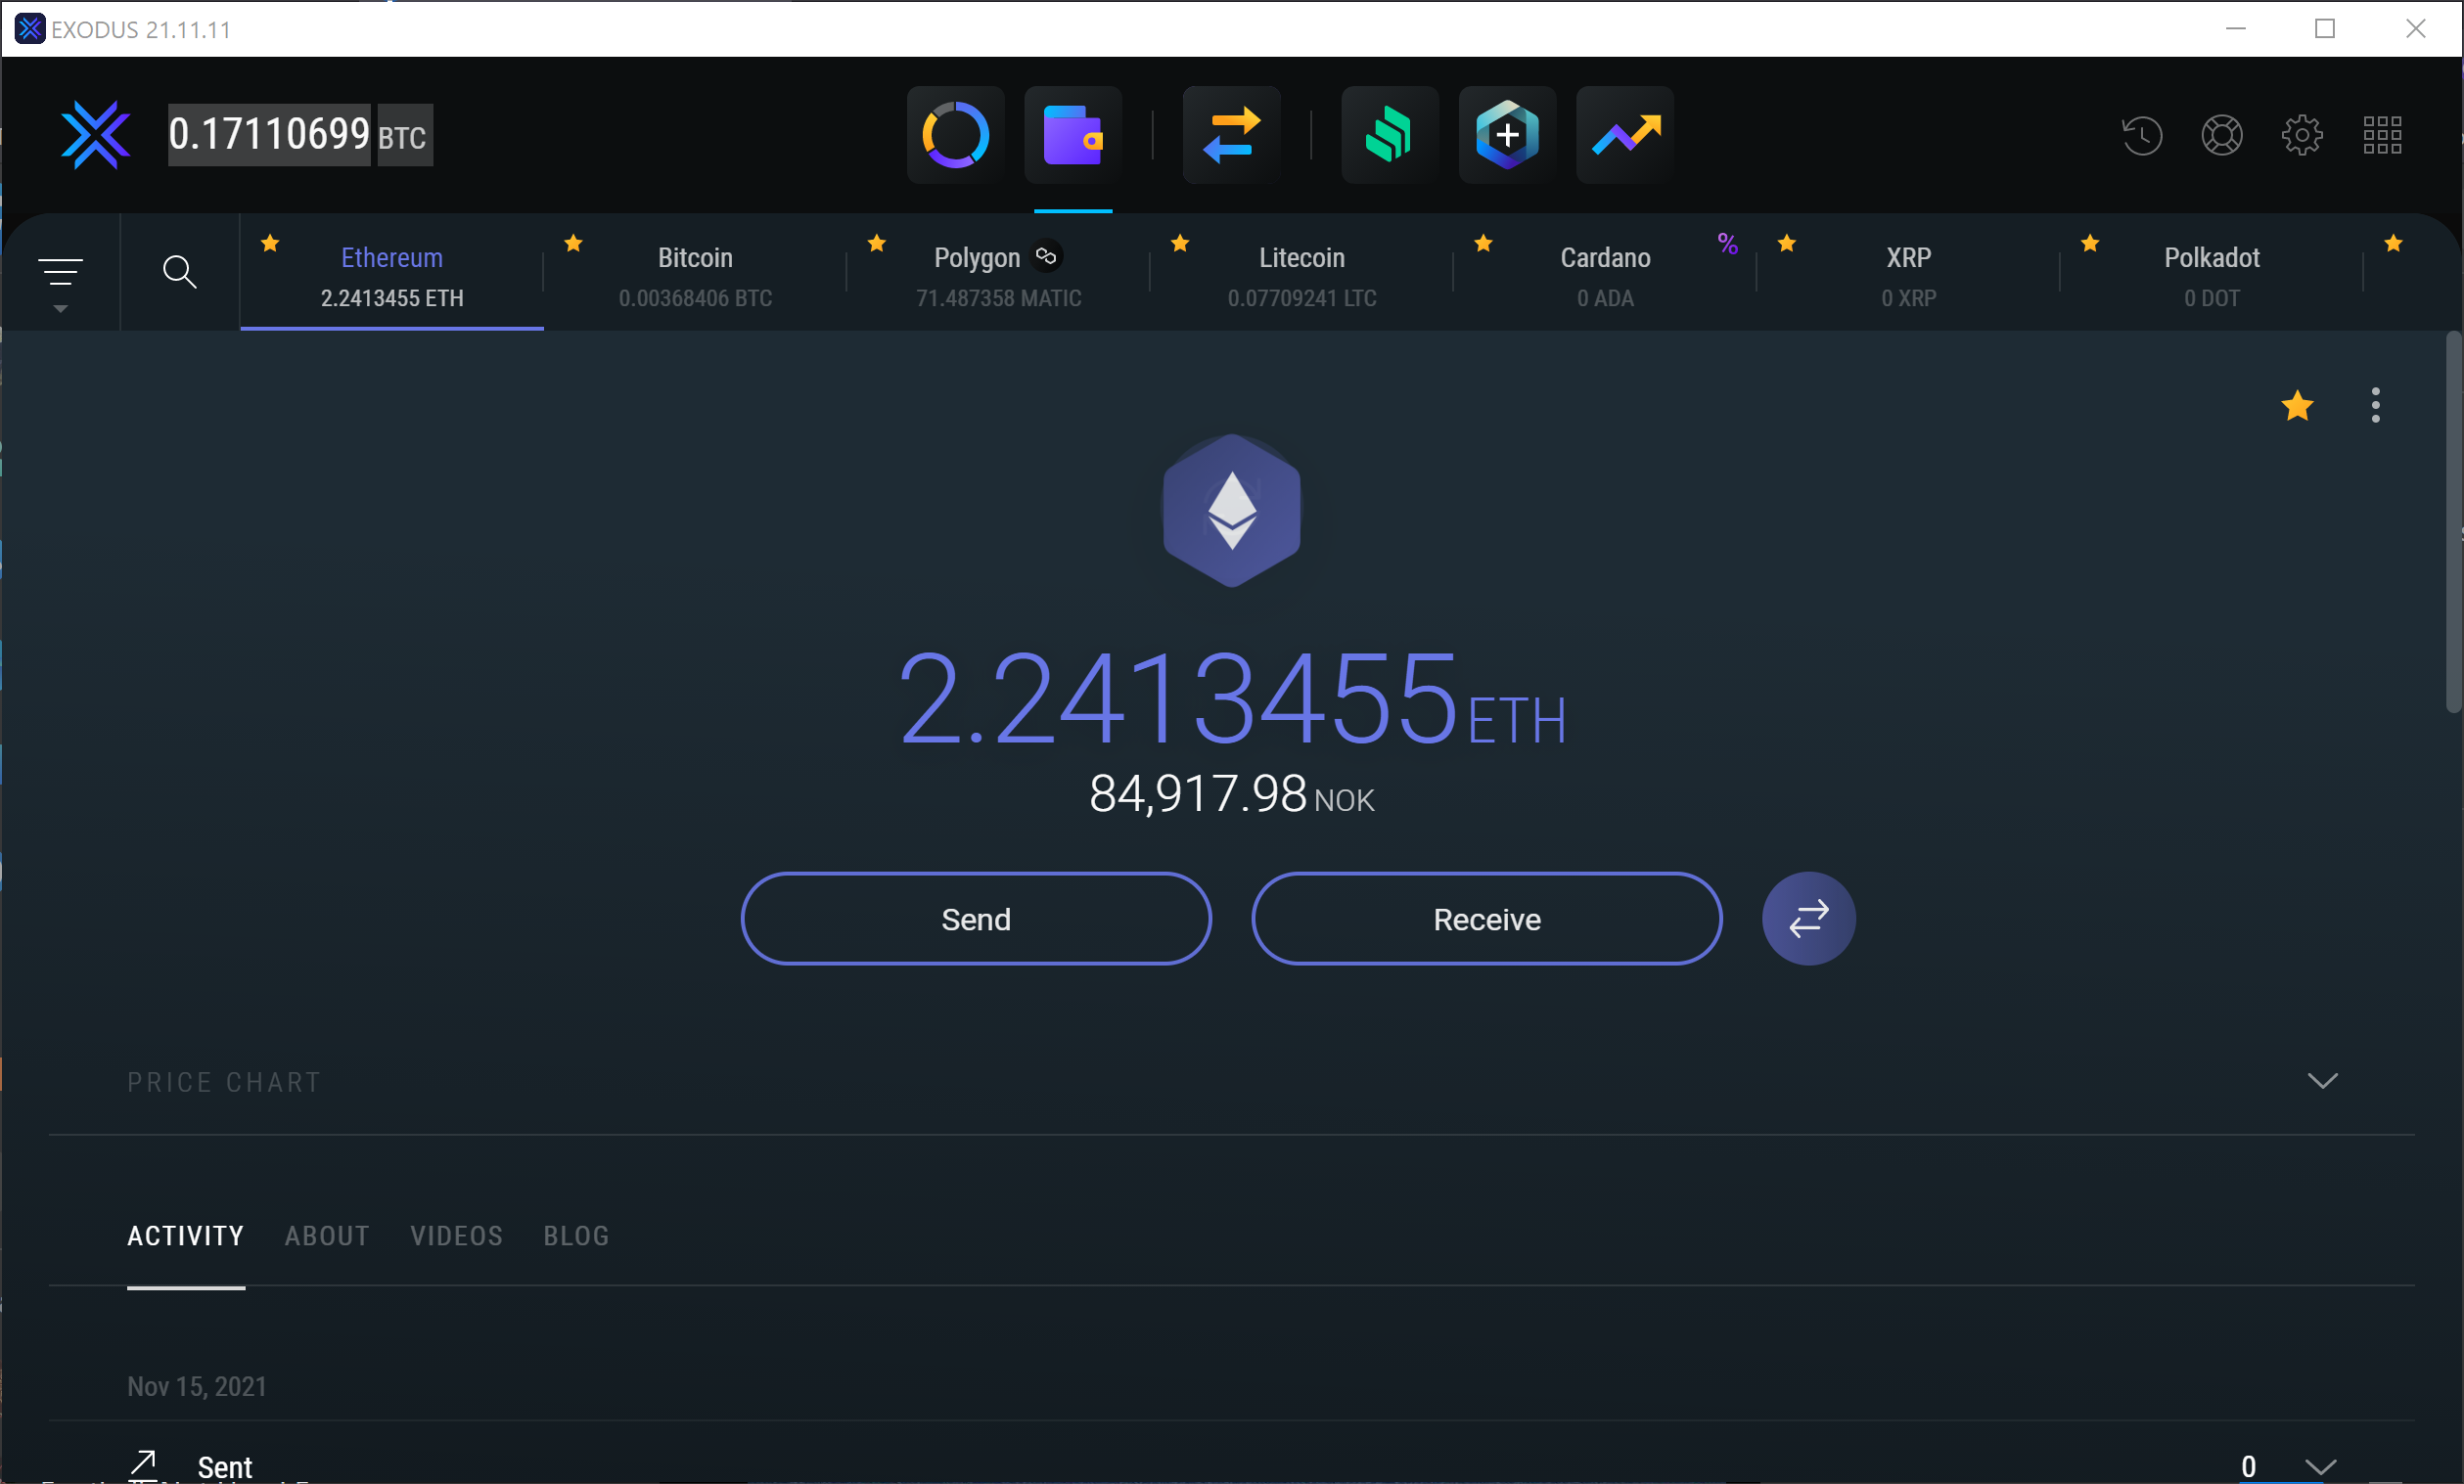 EXODUS 21.11.11
0.17110699 BTC
%
Ethereum
2.2413455 ETH
Bitcoin
0.00368406 BTC
Polygon
71.487358 MATIC
Litecoin
0.07709241 LTC
Cardano
0 ADA
XRP
0 XRP
Polkadot
0 DOT
2.2413455 ETH
84,917.98 NOK
Send
Receive
PRICE CHART
ACTIVITY ABOUT VIDEOS BLOG
Nov 15, 2021
Sent 0